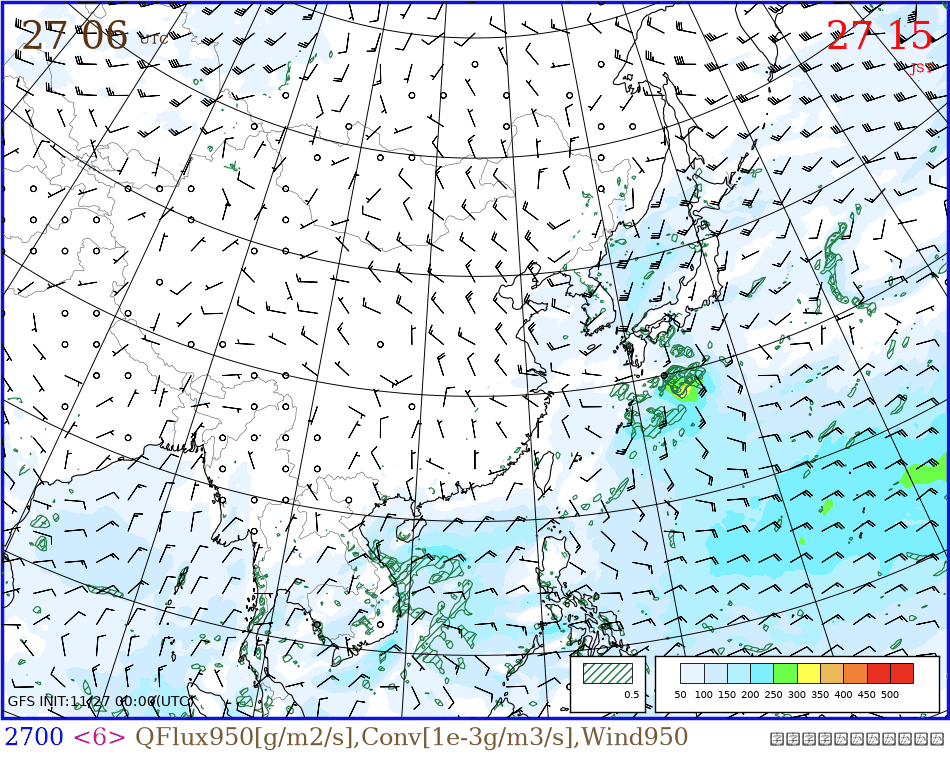 27 06 UTC
27 15
JST
0.5
50 100 150 200 250 300 350 400 450 500
GFS INIT:11/27 00:00(UTC)
2700 <6> QFlux950[g/m2/s],Conv[1e-3g/m3/s],Wind950